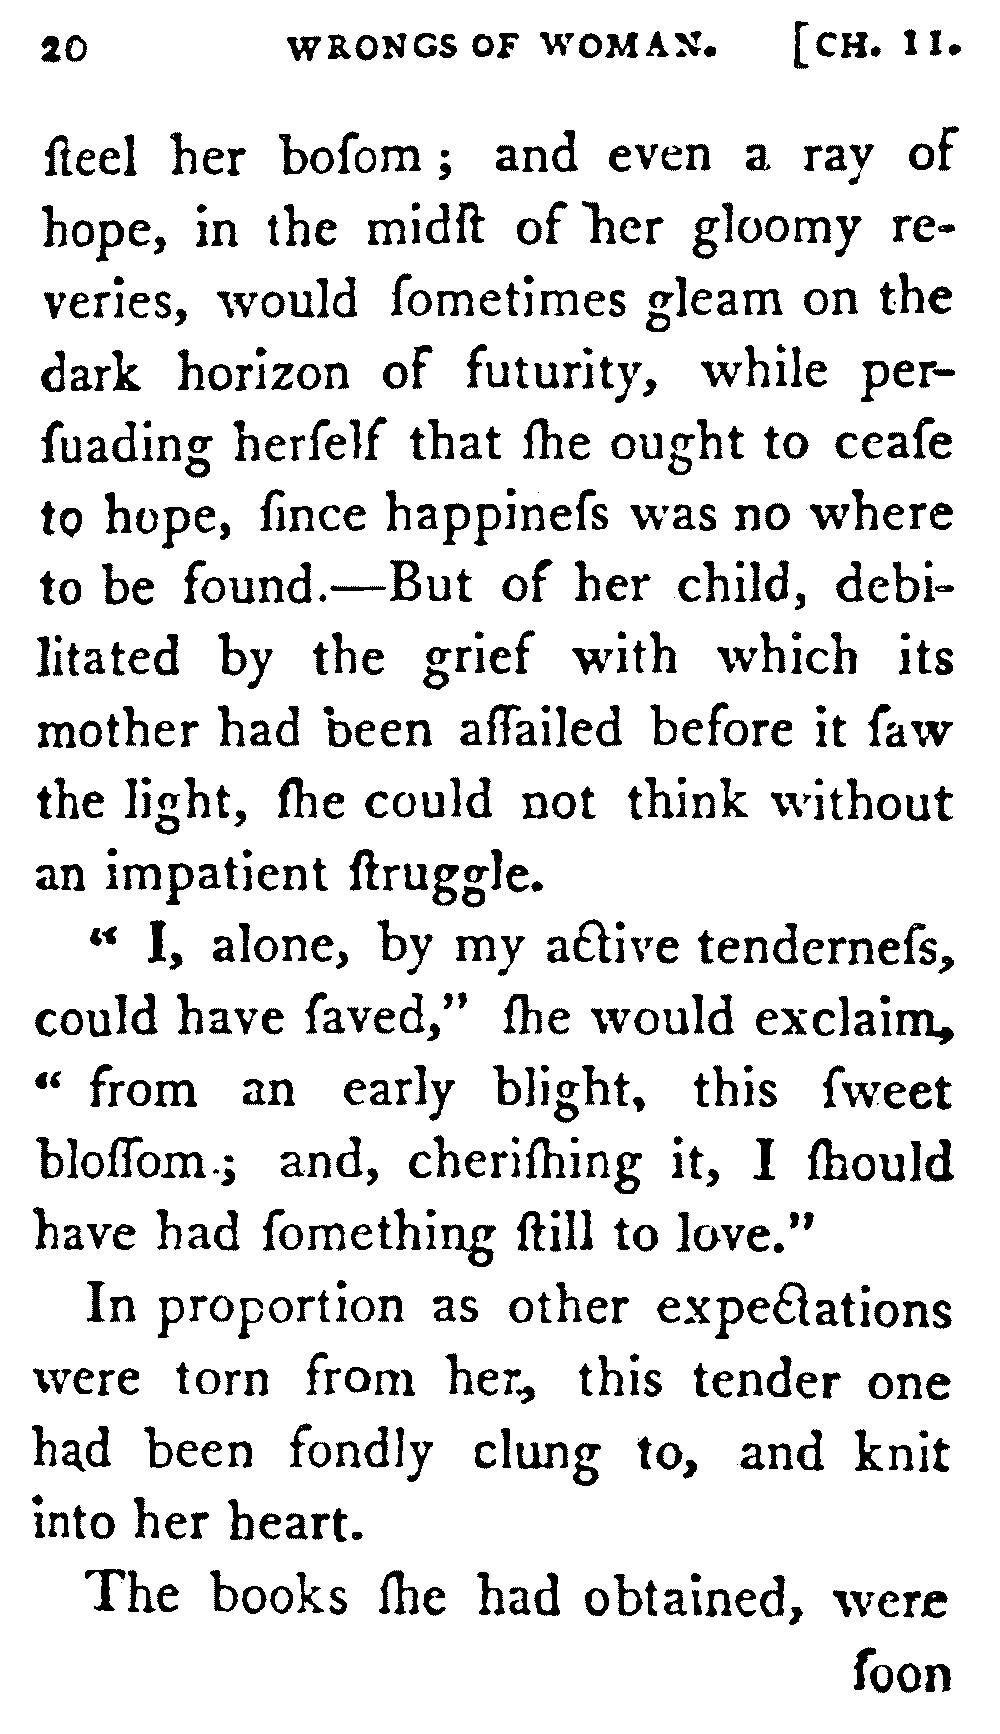 20 WRONGS OF WOMAN. [CH. II.
ſteel her boſom; and even a ray of
hope, in the midſt of her gloomy re-
veries, would ſometimes gleam on the
dark horizon of futurity, while per-
ſuading herſelf that ſhe ought to ceaſe
to hope, ſince happineſs was no where
to be found.—But of her child, debi-
litated by the grief with which its
mother had been aſſailed before it ſaw
the light, ſhe could not think without
an impatient ſtruggle.
“ I, alone, by my active tenderneſs,
could have ſaved,” ſhe would exclaim,
“ from an early blight, this ſweet
bloſſom; and, cheriſhing it, I ſhould
have had ſomething ſtill to love.”
In proportion as other expectations
were torn from her, this tender one
had been fondly clung to, and knit
into her heart.
The books ſhe had obtained, were
ſoon